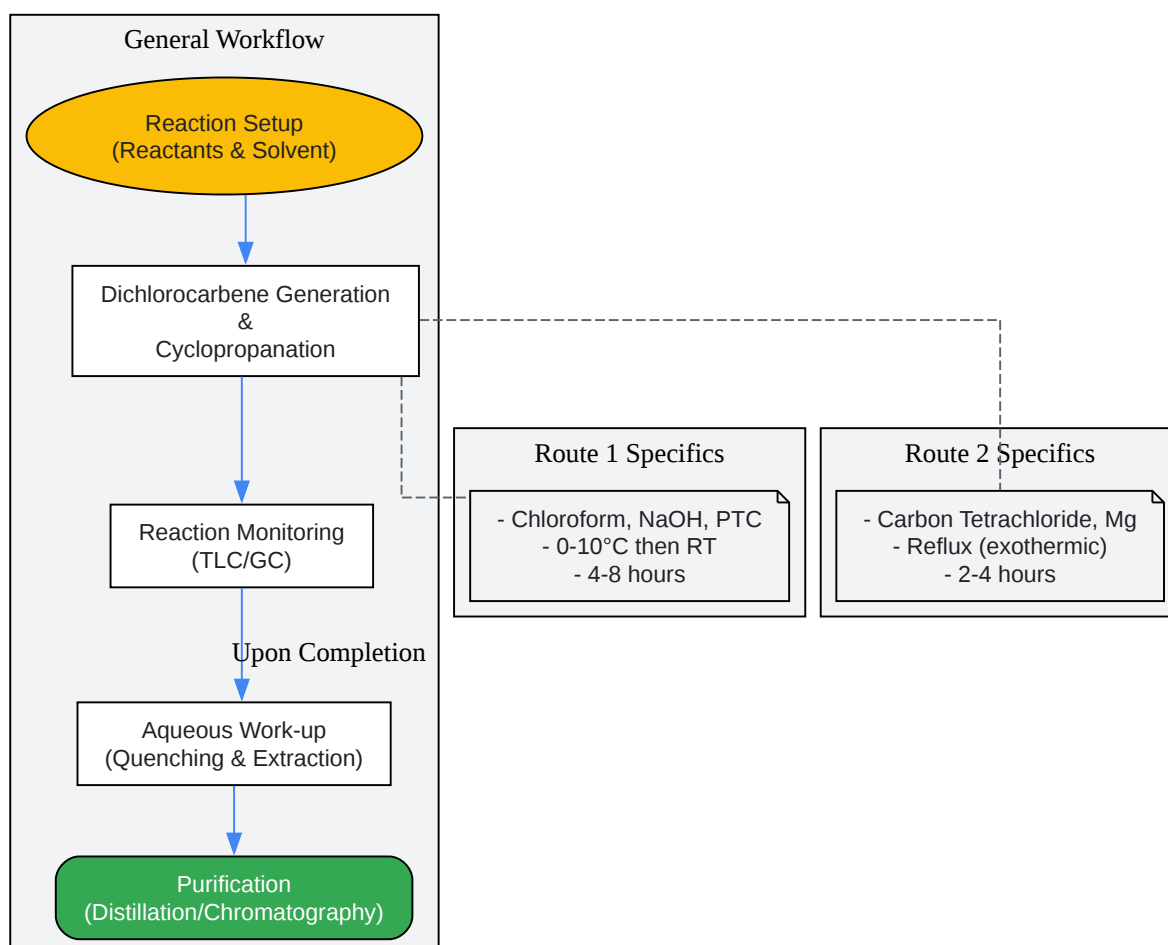 General Workflow
Reaction Setup
(Reactants & Solvent)
Dichlorocarbene Generation
&
Cyclopropanation
Route 1 Specifics
- Chloroform, NaOH, PTC
- 0-10°C then RT
- 4-8 hours
Route 2 Specifics
- Carbon Tetrachloride, Mg
- Reflux (exothermic)
- 2-4 hours
Reaction Monitoring
(TLC/GC)
Upon Completion
Aqueous Work-up
(Quenching & Extraction)
Purification
(Distillation/Chromatography)